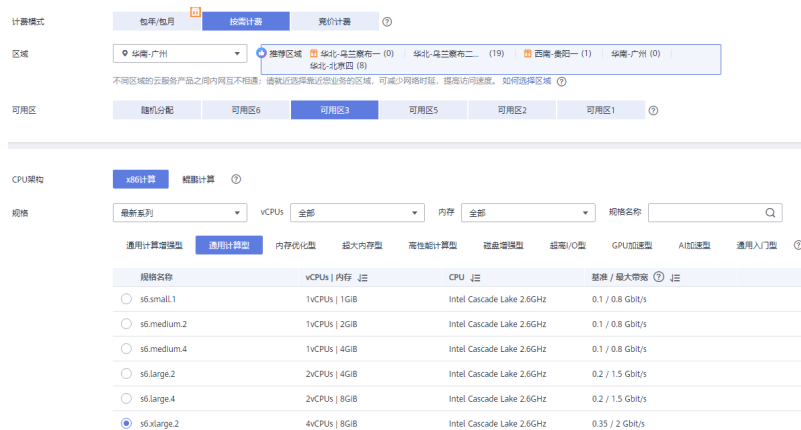 计费模式 包年/包月 按需计费 竞价计费
区域 华南-广州 推荐区域 华北-乌兰察布一 (0) 华北-乌兰察布二... (19) 西南-贵阳一 (1) 华南-广州 (0)
华北-北京四 (8)
不同区域的云服务产品之间内网互不相通；请就近选择靠近您业务的区域，可减少网络时延，提高访问速度。 如何选择区域
可用区 随机分配 可用区6 可用区3 可用区5 可用区2 可用区1
CPU架构 x86计算 鲲鹏计算
规格 最新系列 vCPUs 全部 内存 全部 规格名称
通用计算增强型 通用计算型 内存优化型 超大内存型 高性能计算型 磁盘增强型 超高I/O型 GPU加速型 AI加速型 通用入门型
规格名称 vCPUs | 内存 CPU 基准 / 最大带宽
s6.small.1 1vCPUs | 1GiB Intel Cascade Lake 2.6GHz 0.1 / 0.8 Gbit/s
s6.medium.2 1vCPUs | 2GiB Intel Cascade Lake 2.6GHz 0.1 / 0.8 Gbit/s
s6.medium.4 1vCPUs | 4GiB Intel Cascade Lake 2.6GHz 0.1 / 0.8 Gbit/s
s6.large.2 2vCPUs | 4GiB Intel Cascade Lake 2.6GHz 0.2 / 1.5 Gbit/s
s6.large.4 2vCPUs | 8GiB Intel Cascade Lake 2.6GHz 0.2 / 1.5 Gbit/s
s6.xlarge.2 4vCPUs | 8GiB Intel Cascade Lake 2.6GHz 0.35 / 2 Gbit/s